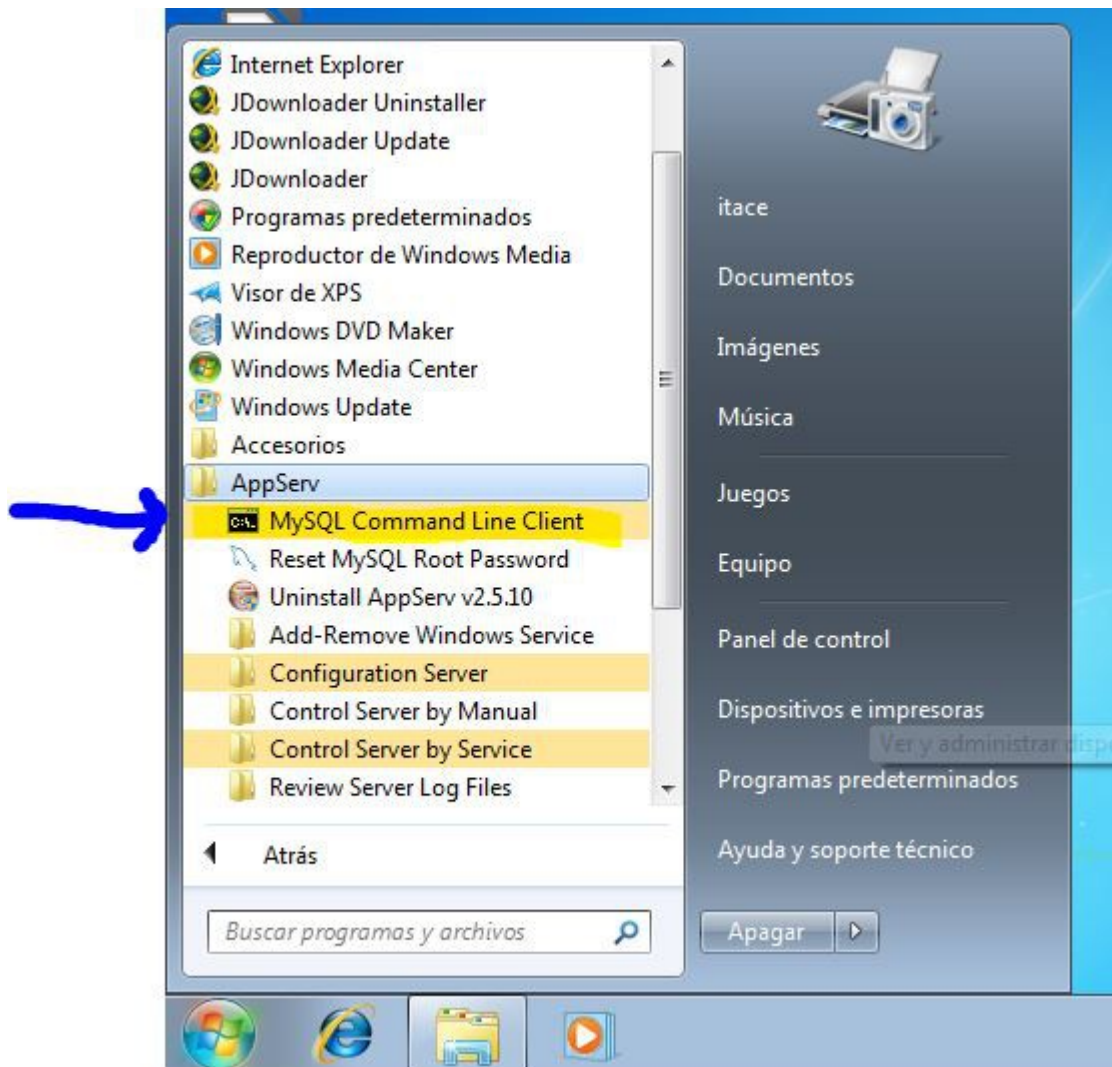 Internet Explorer
JDownloader Uninstaller
JDownloader Update
JDownloader
Programas predeterminados
Reproductor de Windows Media
Visor de XPS
Windows DVD Maker
Windows Media Center
Windows Update
Accesorios
AppServ
C:\.
MySQL Command Line Client
Reset MySQL Root Password
Uninstall AppServ v2.5.10
Add-Remove Windows Service
Configuration Server
Control Server by Manual
Control Server by Service
Review Server Log Files
Atrás
Buscar programas y archivos
itace
Documentos
Imágenes
Música
Juegos
Equipo
Panel de control
Dispositivos e impresoras
Ver y administrar
Programas predeterminados
Ayuda y soporte técnico
Apagar